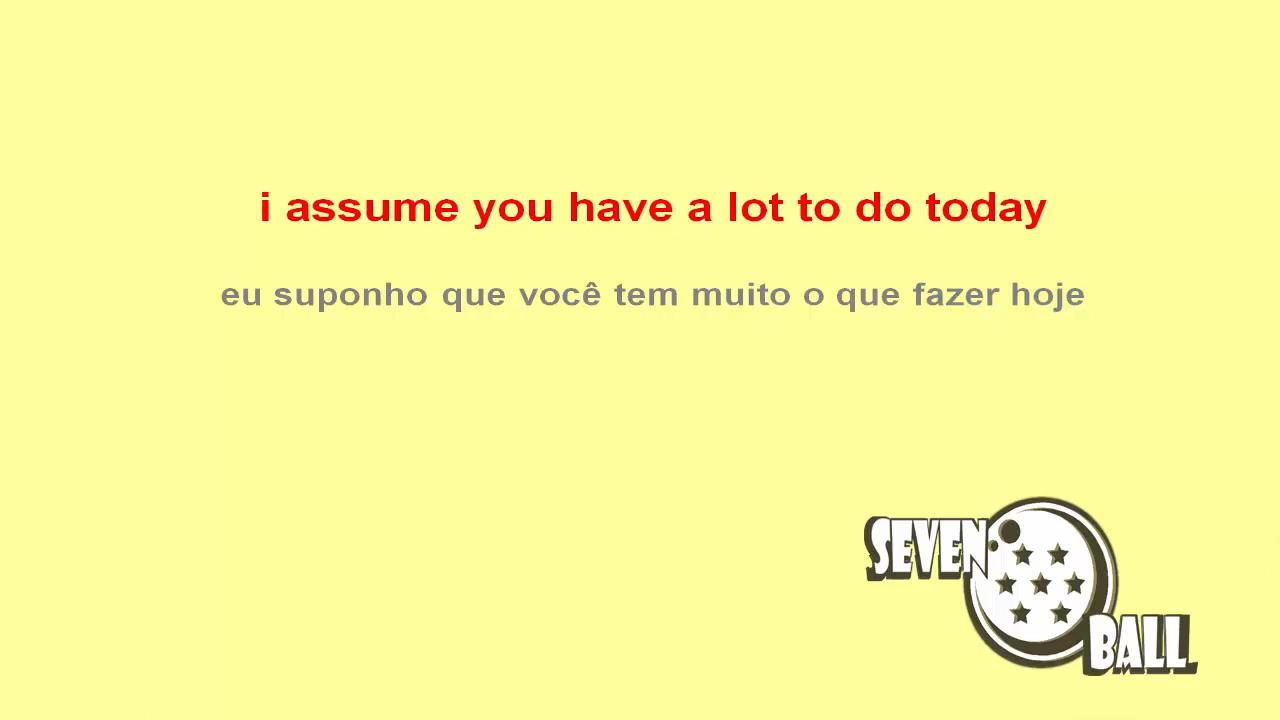 i assume you have a lot to do today
eu suponho que você tem muito o que fazer hoje
SEVEN
BALL